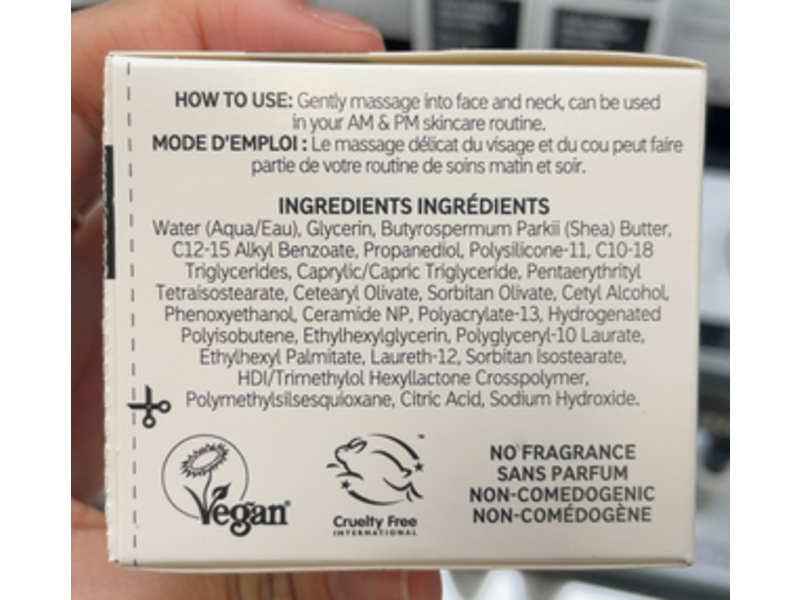 HOW TO USE: Gently massage into face and neck, can be used
in your AM & PM skincare routine.
MODE D'EMPLOI : Le massage délicat du visage et du cou peut faire
partie de votre routine de soins matin et soir.
INGREDIENTS INGRÉDIENTS
Water (Aqua/Eau), Glycerin, Butyrospermum Parkii (Shea) Butter,
C12-15 Alkyl Benzoate, Propanediol, Polysilicone-11, C10-18
Triglycerides, Caprylic/Capric Triglyceride, Pentaerythrityl
Tetraisostearate, Cetearyl Olivate, Sorbitan Olivate, Cetyl Alcohol,
Phenoxyethanol, Ceramide NP, Polyacrylate-13, Hydrogenated
Polyisobutene, Ethylhexylglycerin, Polyglyceryl-10 Laurate,
Ethylhexyl Palmitate, Laureth-12, Sorbitan Isostearate,
HDI/Trimethylol Hexyllactone Crosspolymer,
Polymethylsilsesquioxane, Citric Acid, Sodium Hydroxide.
Vegan®
Cruelty Free
INTERNATIONAL
™
NO FRAGRANCE
SANS PARFUM
NON-COMEDOGENIC
NON-COMÉDOGÈNE